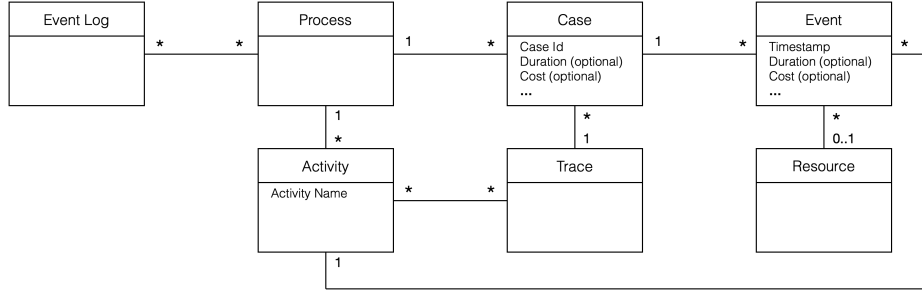 Event Log
Process
Case
Event
Case Id
Duration (optional)
Cost (optional)
...
Timestamp
Duration (optional)
Cost (optional)
...
*
*
1
*
1
*
*
1
*
*
1
*
0..1
Activity
Trace
Resource
Activity Name
*
*
1